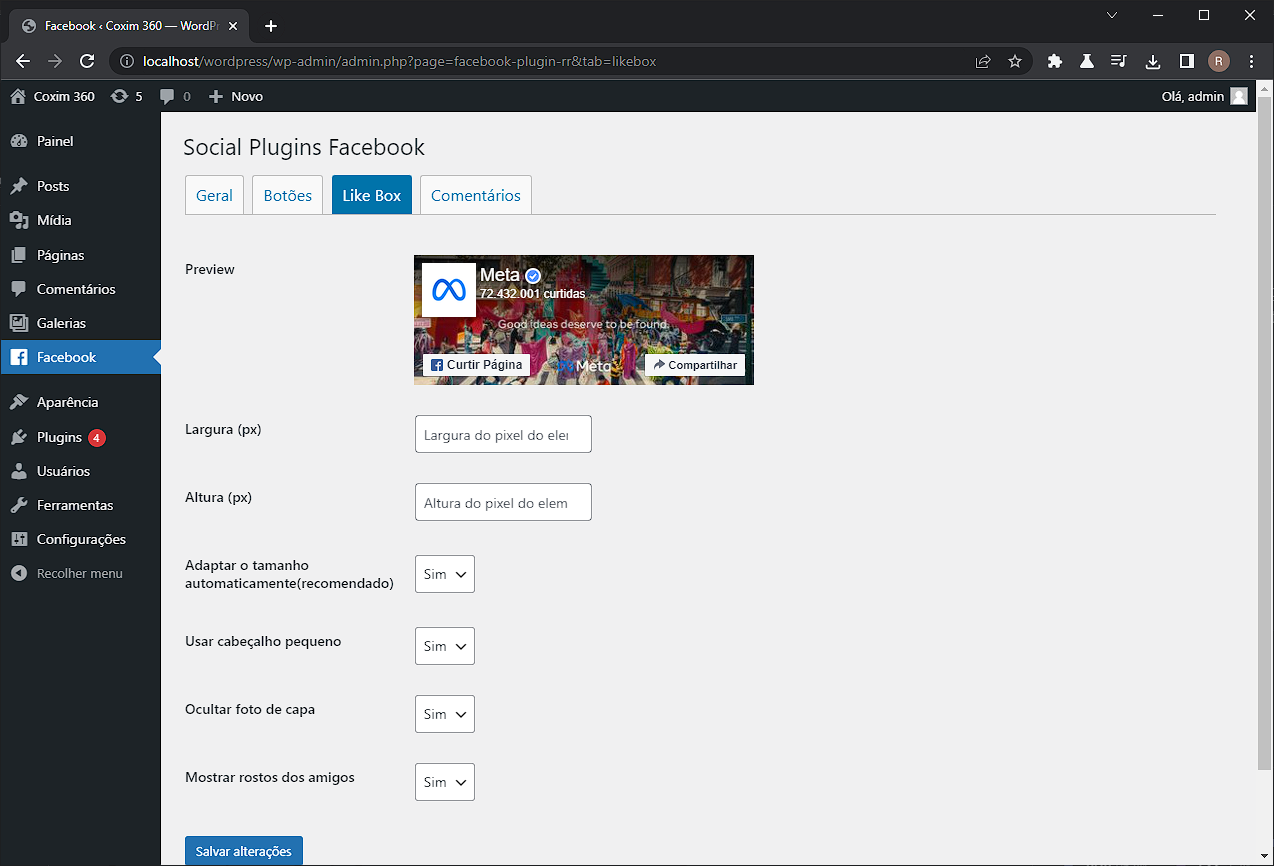 Facebook ‹ Coxim 360 — WordPr
localhost/wordpress/wp-admin/admin.php?page=facebook-plugin-rr&tab=likebox
R
Coxim 360
5
0
Novo
Olá, admin
Painel
Posts
Mídia
Páginas
Comentários
Galerias
Facebook
Aparência
Plugins 4
Usuários
Ferramentas
Configurações
Recolher menu
Social Plugins Facebook
Geral
Botões
Like Box
Comentários
Preview
Meta
72.432.001 curtidas
Good ideas deserve to be found.
Curtir Página
Meta
Compartilhar
Largura (px)
Largura do pixel do eler
Altura (px)
Altura do pixel do elem
Adaptar o tamanho
automaticamente(recomendado)
Sim
Usar cabeçalho pequeno
Sim
Ocultar foto de capa
Sim
Mostrar rostos dos amigos
Sim
Salvar alterações